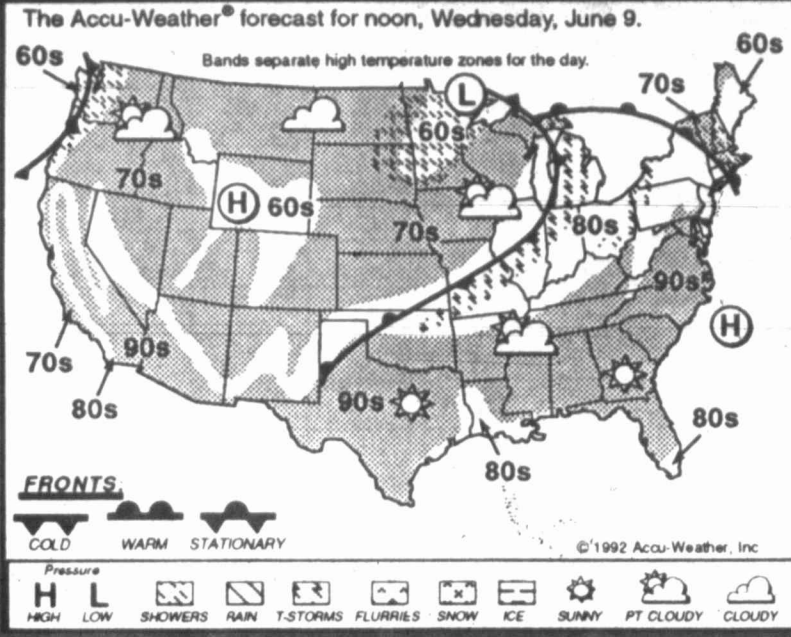 The Accu-Weather® forecast for noon, Wednesday, June 9.
Bands separate high temperature zones for the day.
60s
60s
L
70s
60s
70s
H
60s
70s
80s
90s
H
70s
90s
80s
90s
80s
80s
FRONTS
COLD
WARM
STATIONARY
© 1992 Accu-Weather, Inc
Pressure
H
L
HIGH
LOW
SHOWERS
RAIN
T-STORMS
FLURRIES
SNOW
ICE
SUNNY
PT CLOUDY
CLOUDY